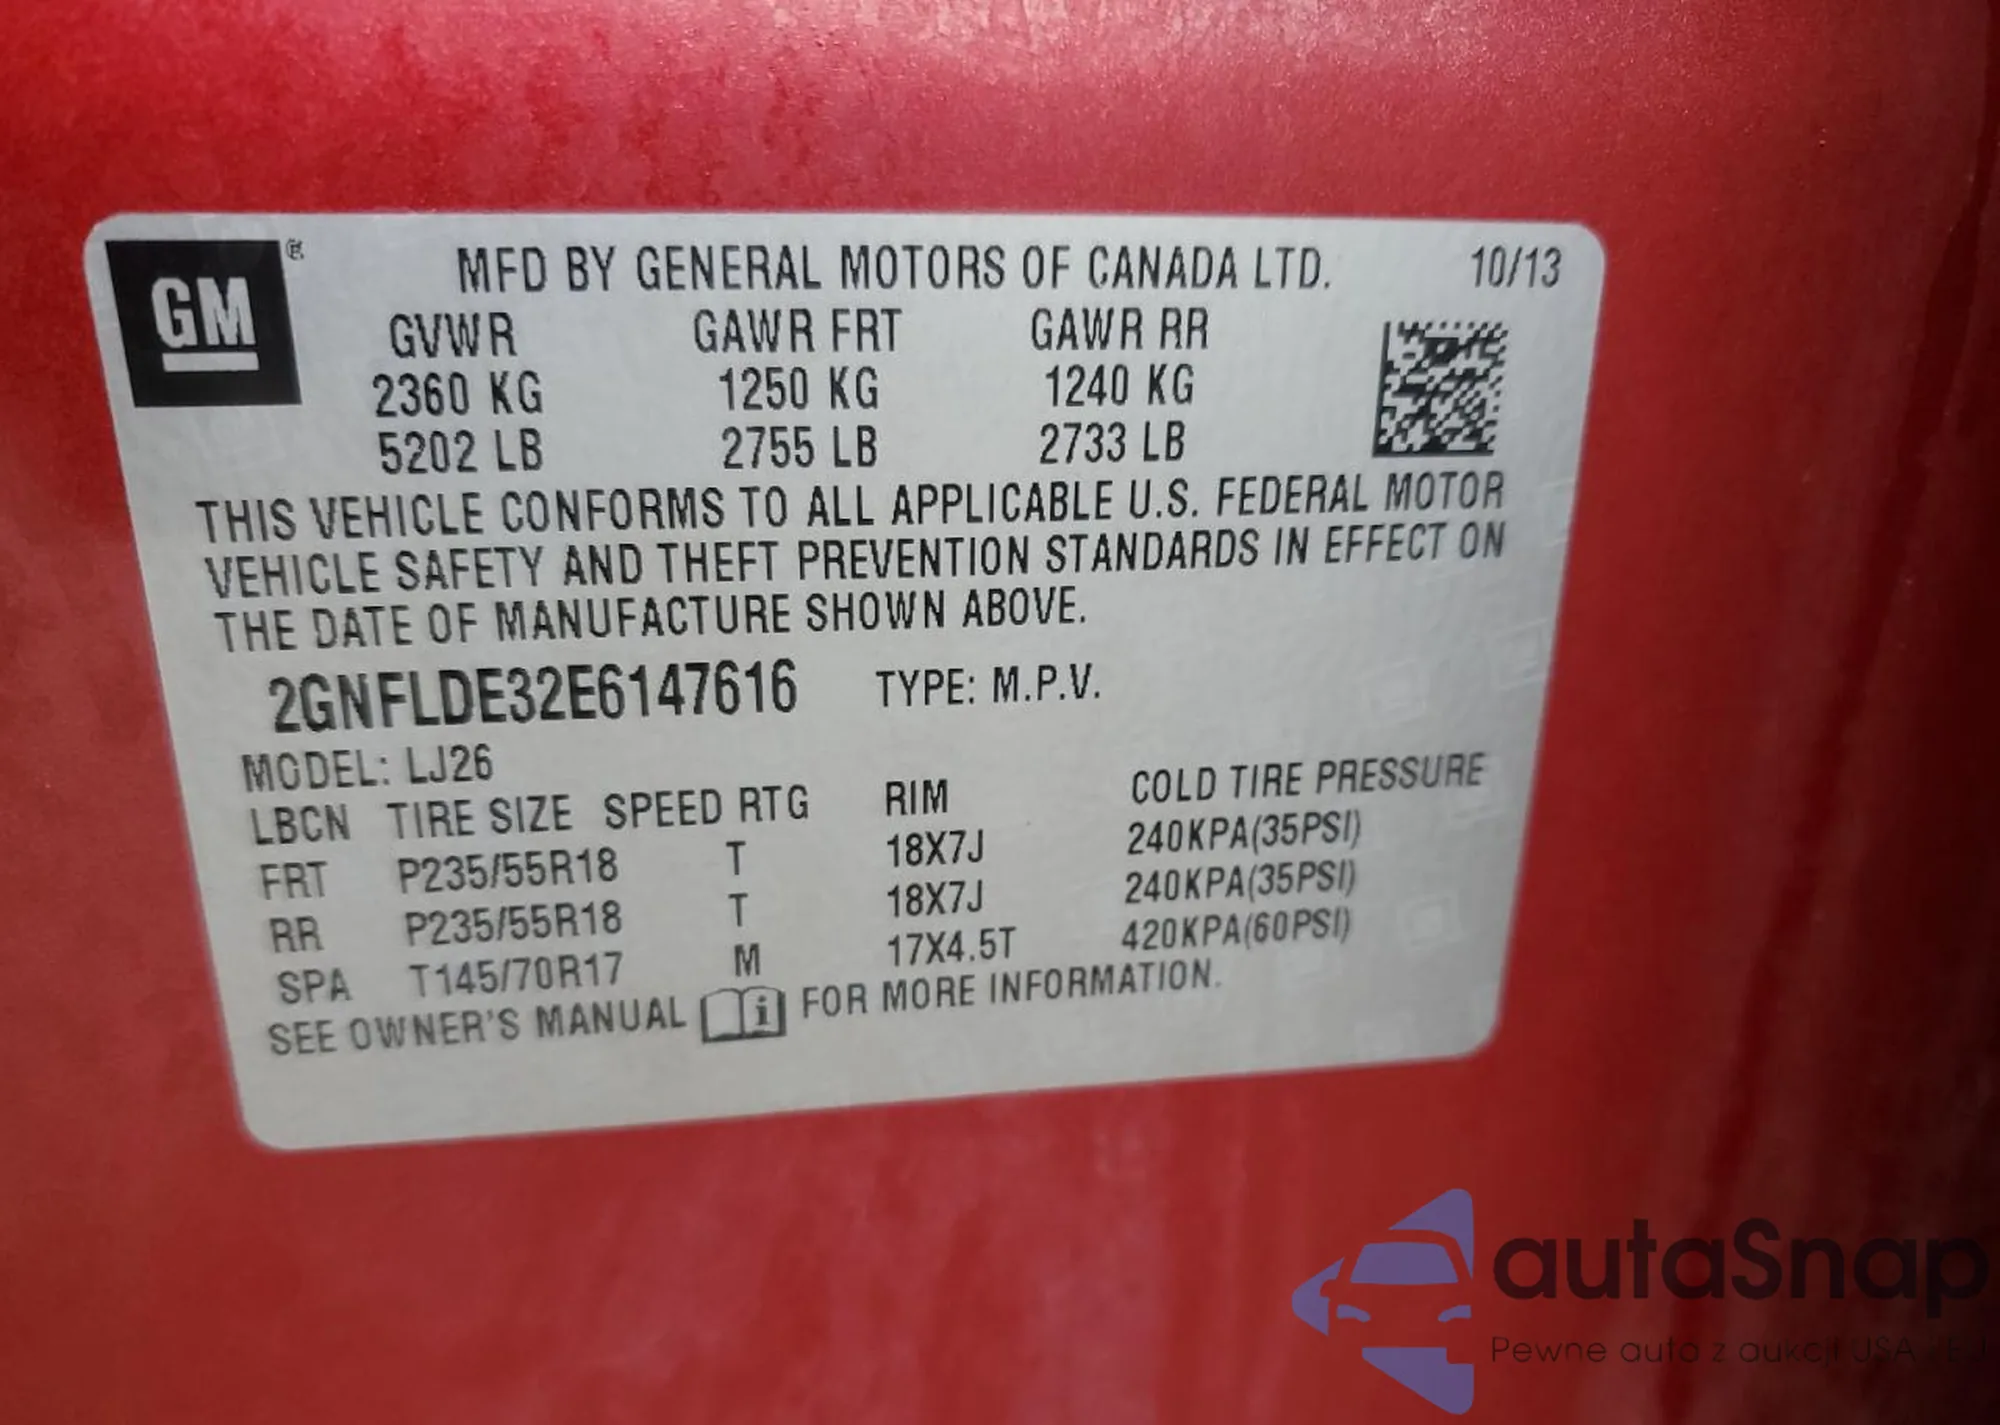 GM ®
MFD BY GENERAL MOTORS OF CANADA LTD. 10/13
GVWR GAWR FRT GAWR RR
2360 KG 1250 KG 1240 KG
5202 LB 2755 LB 2733 LB
THIS VEHICLE CONFORMS TO ALL APPLICABLE U.S. FEDERAL MOTOR
VEHICLE SAFETY AND THEFT PREVENTION STANDARDS IN EFFECT ON
THE DATE OF MANUFACTURE SHOWN ABOVE.
2GNFLDE32E6147616 TYPE: M.P.V.
MODEL: LJ26
LBCN TIRE SIZE SPEED RTG RIM COLD TIRE PRESSURE
FRT P235/55R18 T 18X7J 240KPA(35PSI)
RR P235/55R18 T 18X7J 240KPA(35PSI)
SPA T145/70R17 M 17X4.5T 420KPA(60PSI)
SEE OWNER'S MANUAL i FOR MORE INFORMATION.
autaSnap
Pewne auta z aukcji USA